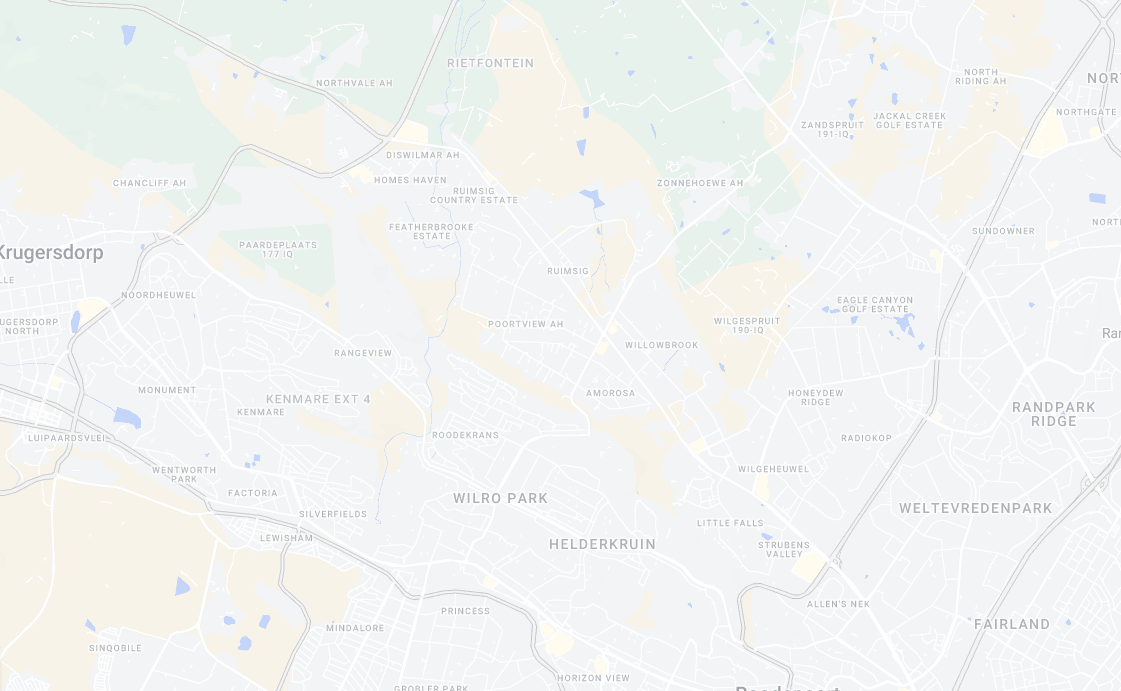 RIETFONTEIN
NORTHVALE AH
NORTH
RIDING AH
JACKAL CREEK
GOLF ESTATE
NORTHGATE
ZANDSPRUIT
191-IQ
DISWILMAR AH
HOMES HAVEN
CHANCLIFF AH
RUIMSIG
COUNTRY ESTATE
ZONNEHOEWE AH
FEATHERBROOKE
ESTATE
SUNDOWNER
PAARDEPLAATS
177 IQ
Krugersdorp
RUIMSIG
NOORDHEUWEL
EAGLE CANYON
GOLF ESTATE
UGERSDORP
NORTH
POORTVIEW AH
WILGESPRUIT
190-IQ
WILLOWBROOK
RANGEVIEW
MONUMENT
KENMARE EXT 4
KENMARE
AMOROSA
HONEYDEW
RIDGE
RANDPARK
RIDGE
LUIPAARDSVLEI
ROODEKRANS
RADIOKOP
WENTWORTH
PARK
WILGEHEUWEL
FACTORIA
WILRO PARK
WELTEVREDENPARK
SILVERFIELDS
LITTLE FALLS
LEWISHAM
HELDERKRUIN
STRUBENS
VALLEY
PRINCESS
ALLEN'S NEK
MINDALORE
FAIRLAND
SINQOBILE
HORIZON VIEW
GROBLER PARK